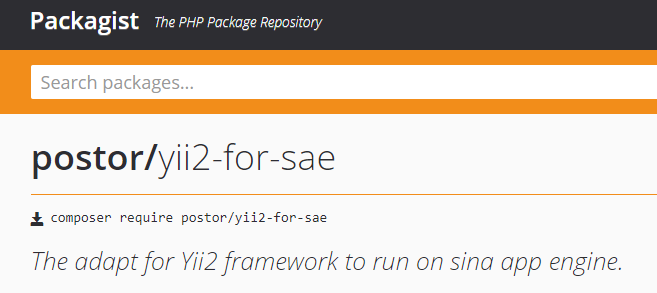 Packagist The PHP Package Repository
Search packages...
postor/yii2-for-sae
composer require postor/yii2-for-sae
The adapt for Yii2 framework to run on sina app engine.